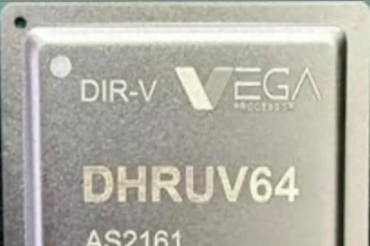 DIR-V VEGA
PROCESSOR
DHRUV64
AS2161